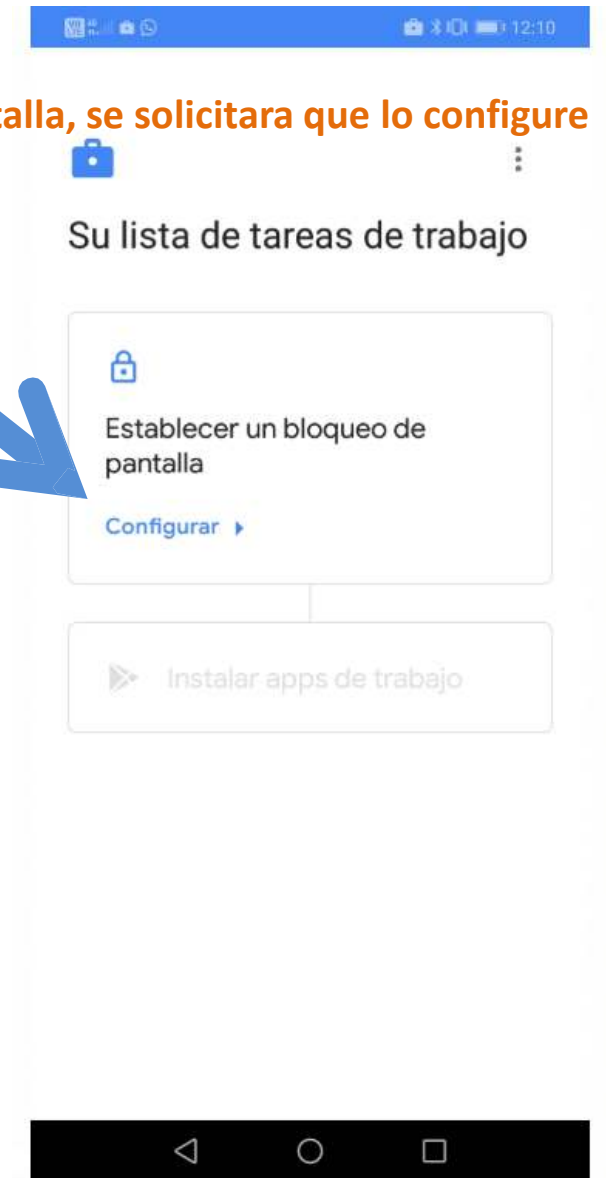 12:10
talla, se solicitara que lo configure
Su lista de tareas de trabajo
Establecer un bloqueo de
pantalla
Configurar
Instalar apps de trabajo